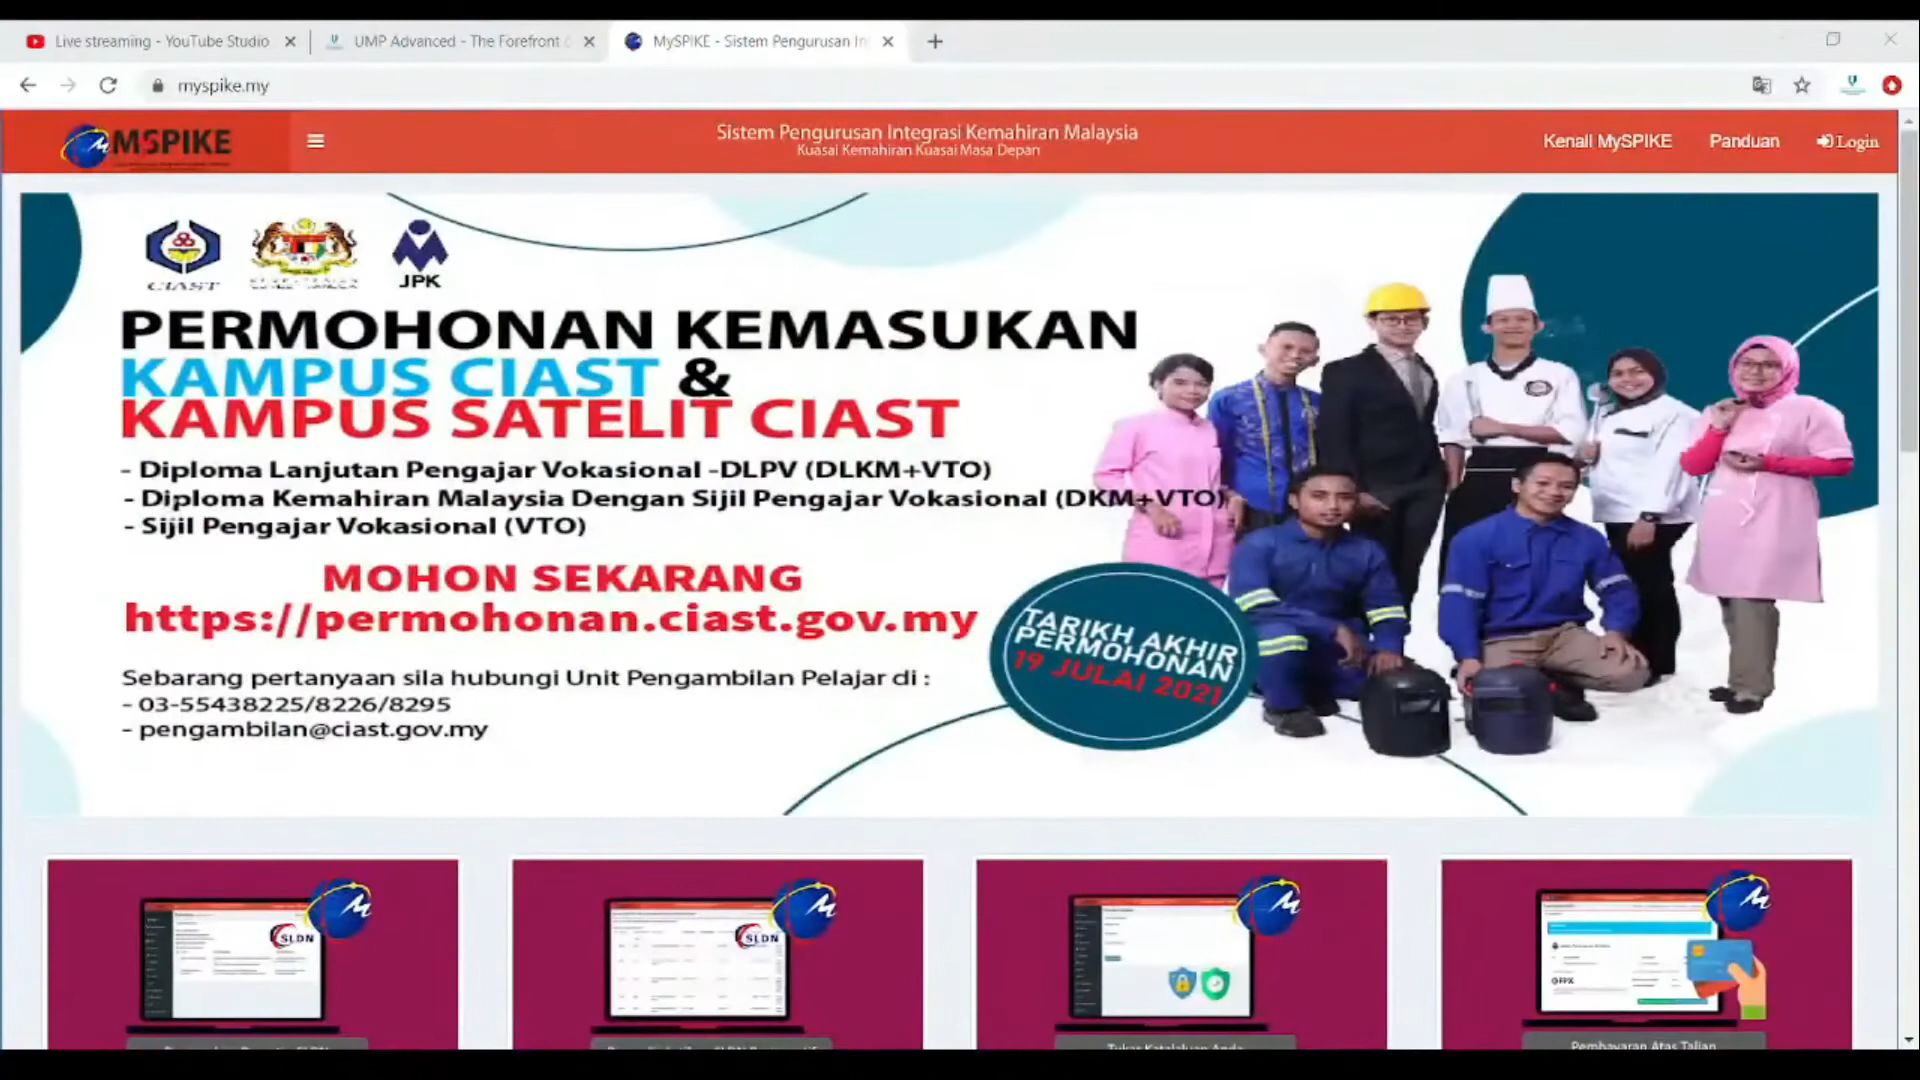 Live streaming - YouTube Studio
UMP Advanced - The Forefront
MySPIKE - Sistem Pengurusan In
myspike.my
MSPIKE
Sistem Pengurusan Integrasi Kemahiran Malaysia
Kuasai Kemahiran Kuasai Masa Depan
Kenali MySPIKE
Panduan
Login
CIAST
JPK
PERMOHONAN KEMASUKAN
KAMPUS CIAST &
KAMPUS SATELIT CIAST
- Diploma Lanjutan Pengajar Vokasional -DLPV (DLKM+VTO)
- Diploma Kemahiran Malaysia Dengan Sijil Pengajar Vokasional (DKM+VTO)
- Sijil Pengajar Vokasional (VTO)
MOHON SEKARANG
https://permohonan.ciast.gov.my
TARIKH AKHIR
PERMOHONAN
19 JULAI 2021
Sebarang pertanyaan sila hubungi Unit Pengambilan Pelajar di :
- 03-55438225/8226/8295
- pengambilan@ciast.gov.my
SLDN
SLDN
FPX
Tukar Katalaluan Anda
Pembayaran Atas Talian